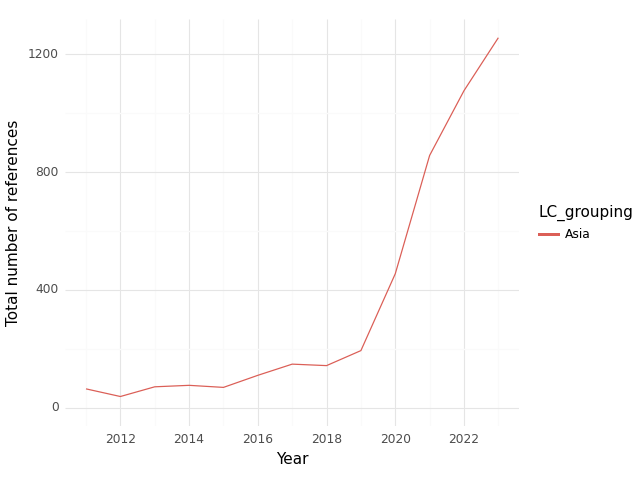 1200
800
400
0
Total number of references
2012 2014 2016 2018 2020 2022
Year
LC_grouping
Asia